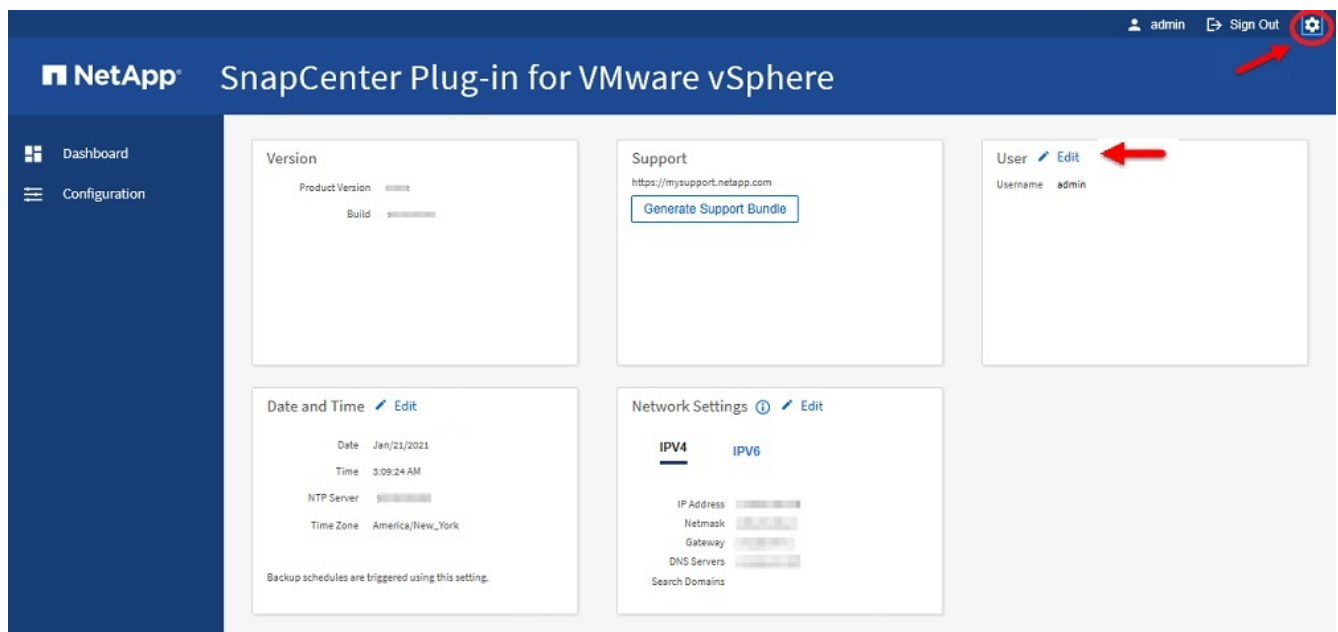 admin Sign Out
NetApp SnapCenter Plug-in for VMware vSphere
Dashboard
Configuration
Version
Product Version
Build
Support
https://mysupport.netapp.com
Generate Support Bundle
User Edit
Username admin
Date and Time Edit
Date Jan/21/2021
Time 3:09:24 AM
NTP Server
Time Zone America/New_York
Backup schedules are triggered using this setting.
Network Settings Edit
IPV4 IPV6
IP Address
Netmask
Gateway
DNS Servers
Search Domains